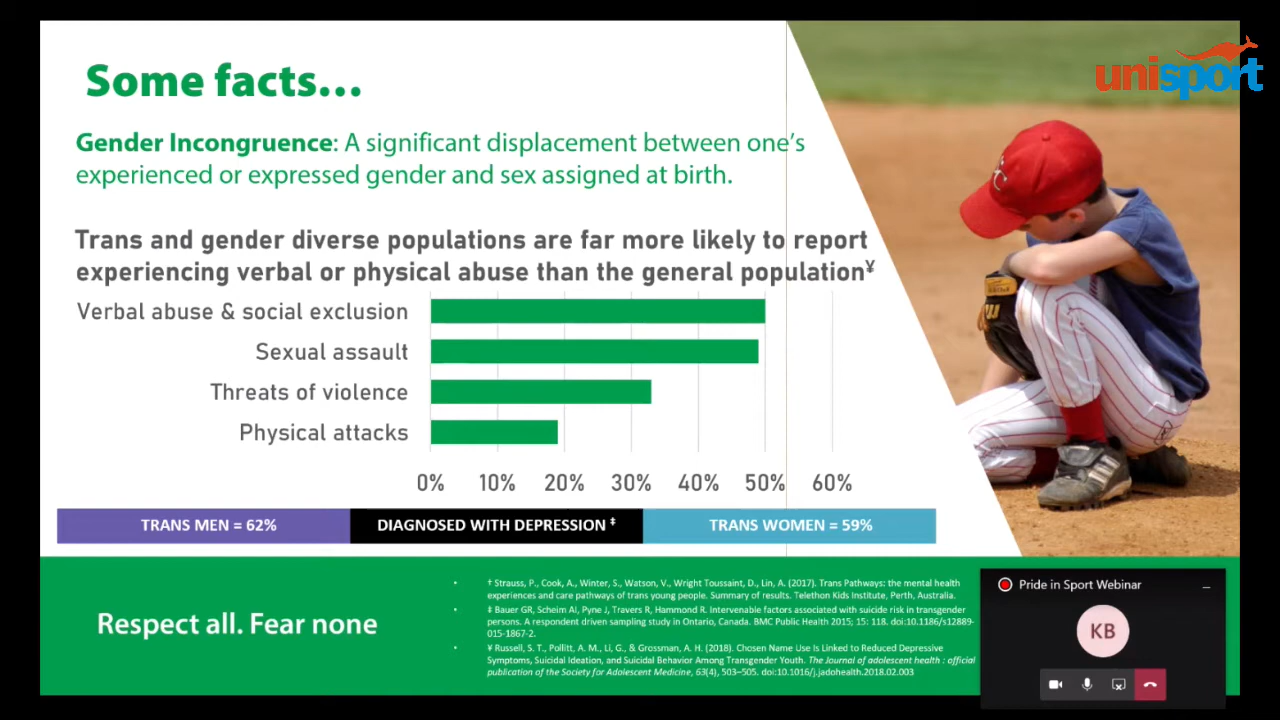 unisport
Some facts...
Gender Incongruence: A significant displacement between one's
experienced or expressed gender and sex assigned at birth.
Trans and gender diverse populations are far more likely to report
experiencing verbal or physical abuse than the general population¥
Verbal abuse & social exclusion
Sexual assault
Threats of violence
Physical attacks
0% 10% 20% 30% 40% 50% 60%
TRANS MEN = 62% DIAGNOSED WITH DEPRESSION ‡ TRANS WOMEN = 59%
Respect all. Fear none
• † Strauss, P., Cook, A., Winter, S., Watson, V., Wright Toussaint, D., Lin, A. (2017). Trans Pathways: the mental health
experiences and care pathways of trans young people. Summary of results. Telethon Kids Institute, Perth, Australia.
• ‡ Bauer GR, Scheim AI, Pyne J, Travers R, Hammond R. Intervenable factors associated with suicide risk in transgender
persons. A respondent driven sampling study in Ontario, Canada. BMC Public Health 2015; 15: 118. doi:10.1186/s12889-
015-1867-2.
• ¥ Russell, S. T., Pollitt, A. M., Li, G., & Grossman, A. H. (2018). Chosen Name Use Is Linked to Reduced Depressive
Symptoms, Suicidal Ideation, and Suicidal Behavior Among Transgender Youth. The Journal of adolescent health : official
publication of the Society for Adolescent Medicine, 63(4), 503–505. doi:10.1016/j.jadohealth.2018.02.003
Pride in Sport Webinar
KB